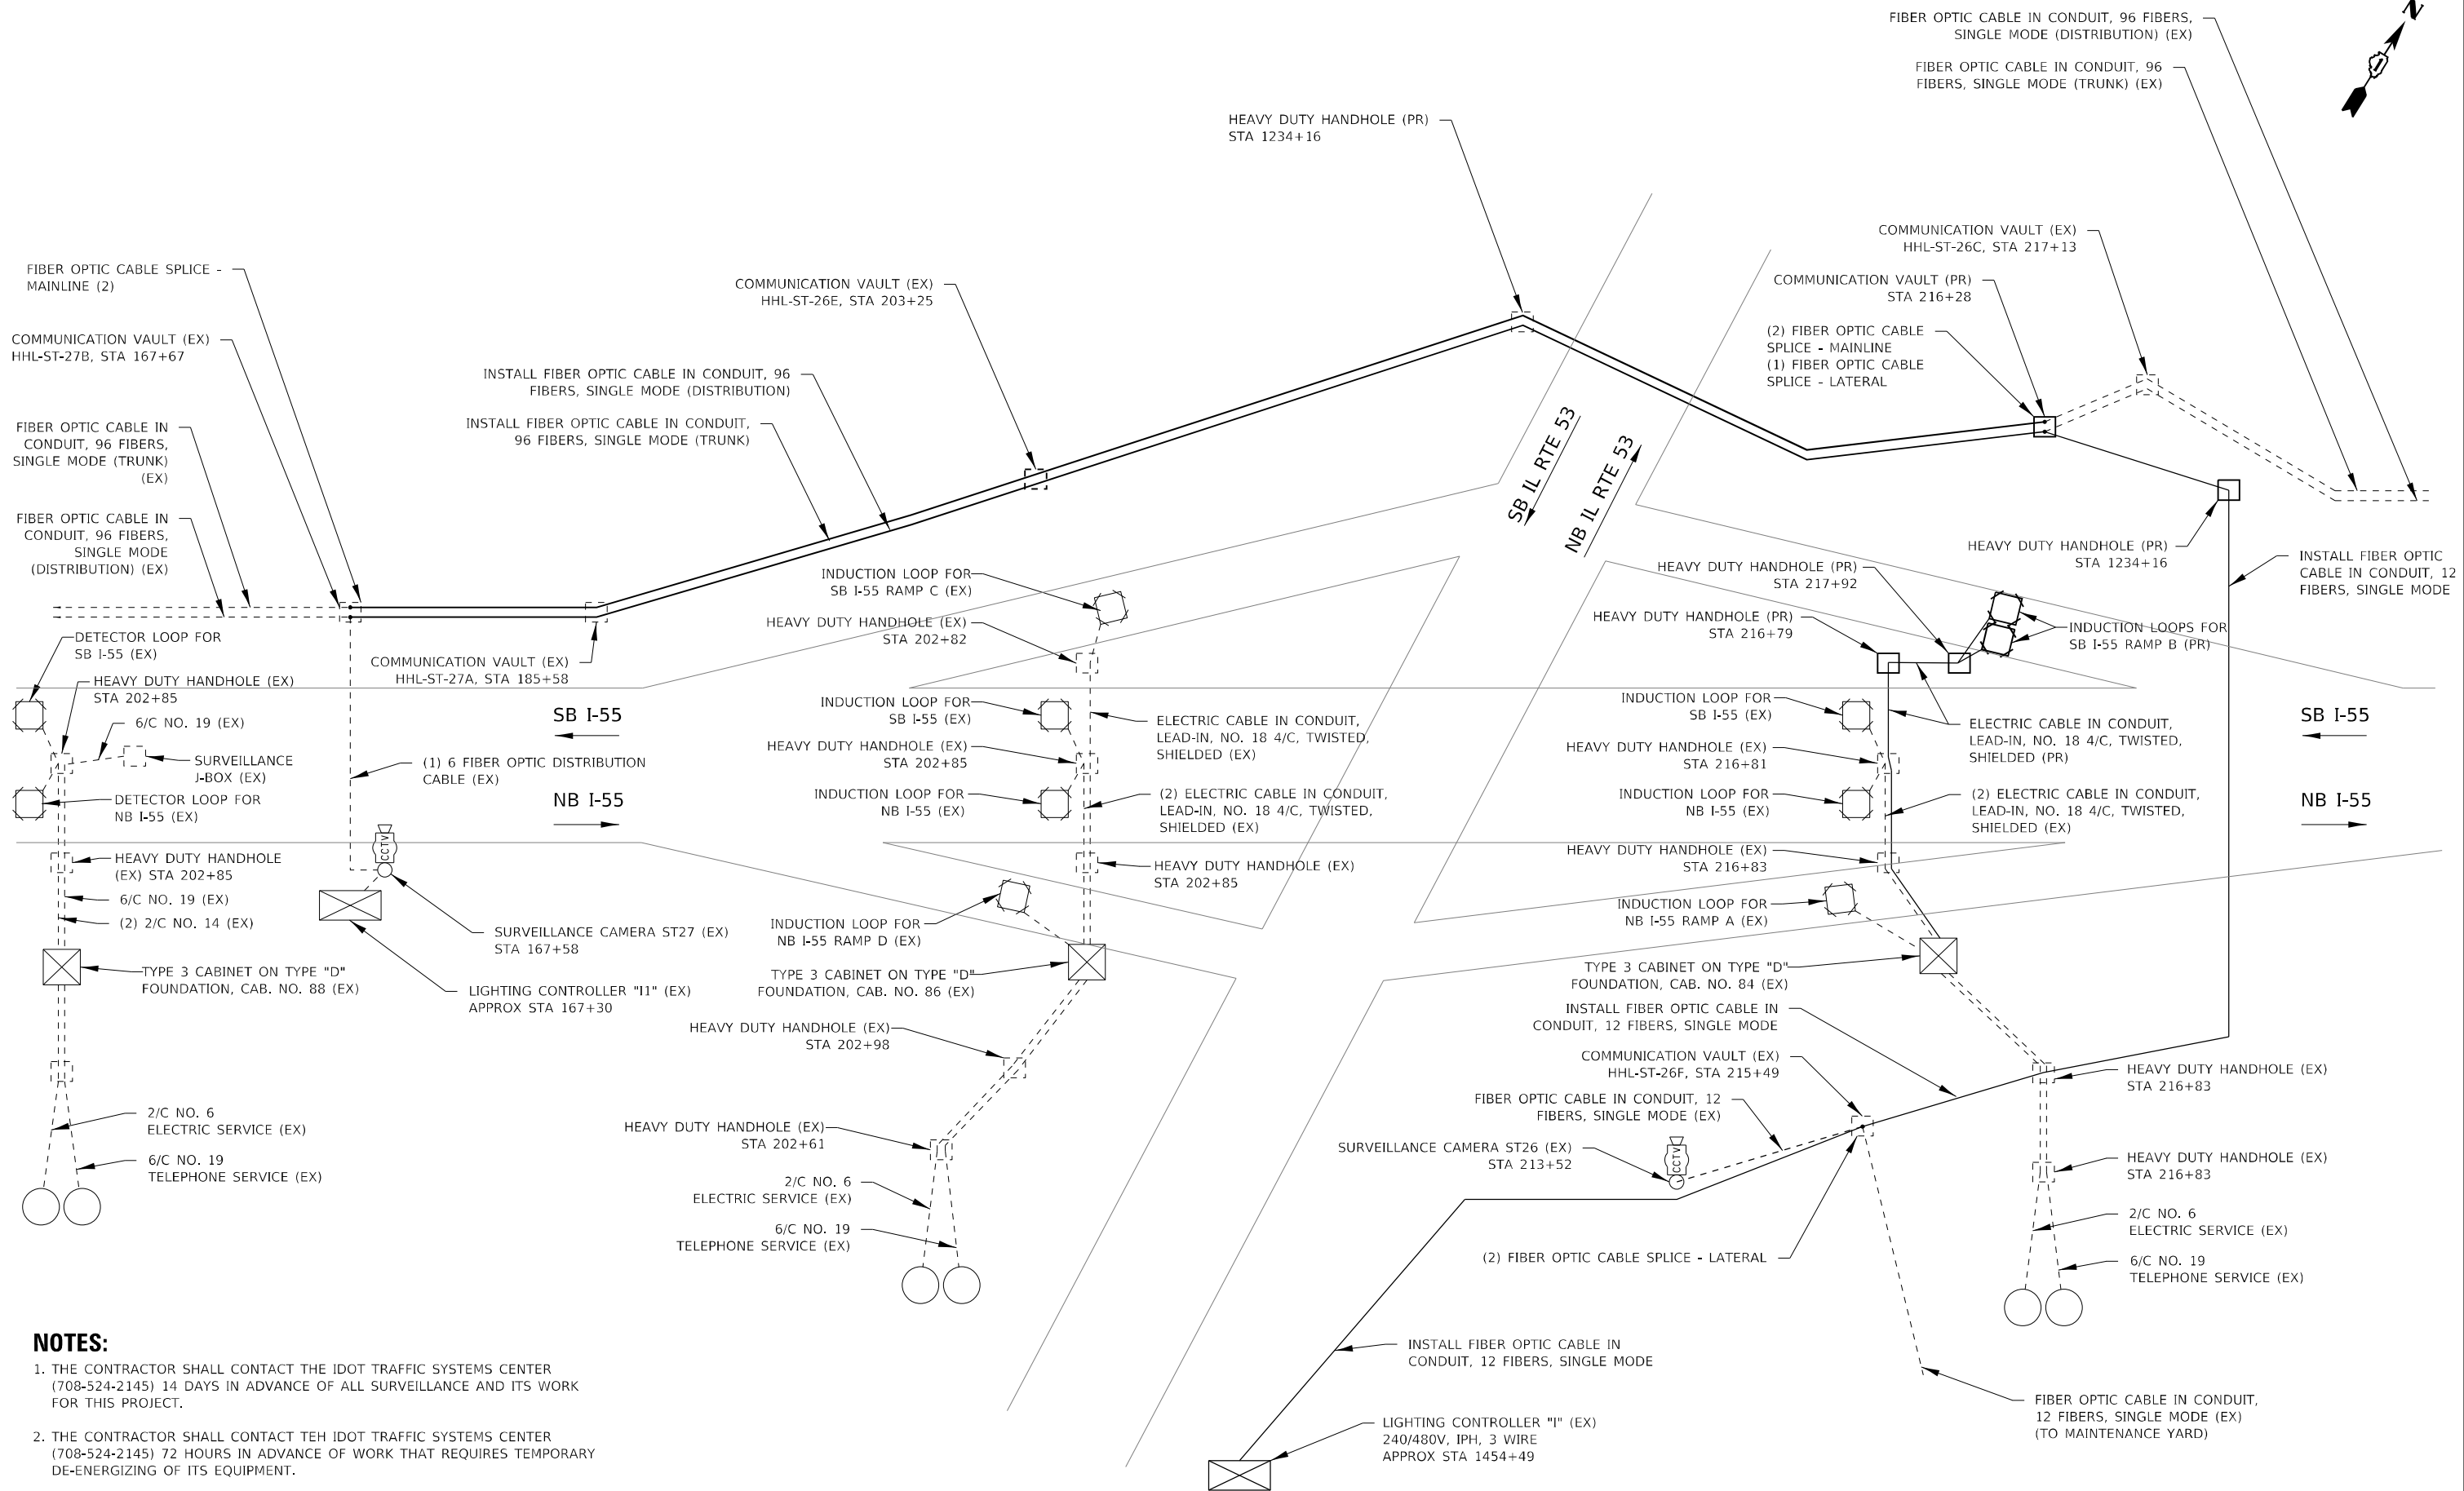 FIBER OPTIC CABLE IN CONDUIT, 96 FIBERS,
SINGLE MODE (DISTRIBUTION) (EX)
FIBER OPTIC CABLE IN CONDUIT, 96
FIBERS, SINGLE MODE (TRUNK) (EX)
N
HEAVY DUTY HANDHOLE (PR)
STA 1234+16
COMMUNICATION VAULT (EX)
HHL-ST-26C, STA 217+13
COMMUNICATION VAULT (PR)
STA 216+28
(2) FIBER OPTIC CABLE
SPLICE - MAINLINE
(1) FIBER OPTIC CABLE
SPLICE - LATERAL
FIBER OPTIC CABLE SPLICE -
MAINLINE (2)
COMMUNICATION VAULT (EX)
HHL-ST-27B, STA 167+67
COMMUNICATION VAULT (EX)
HHL-ST-26E, STA 203+25
INSTALL FIBER OPTIC CABLE IN CONDUIT, 96
FIBERS, SINGLE MODE (DISTRIBUTION)
INSTALL FIBER OPTIC CABLE IN CONDUIT,
96 FIBERS, SINGLE MODE (TRUNK)
FIBER OPTIC CABLE IN
CONDUIT, 96 FIBERS,
SINGLE MODE (TRUNK)
(EX)
FIBER OPTIC CABLE IN
CONDUIT, 96 FIBERS,
SINGLE MODE
(DISTRIBUTION) (EX)
SB IL RTE 53
NB IL RTE 53
HEAVY DUTY HANDHOLE (PR)
STA 1234+16
INSTALL FIBER OPTIC
CABLE IN CONDUIT, 12
FIBERS, SINGLE MODE
HEAVY DUTY HANDHOLE (PR)
STA 217+92
HEAVY DUTY HANDHOLE (PR)
STA 216+79
INDUCTION LOOPS FOR
SB I-55 RAMP B (PR)
INDUCTION LOOP FOR
SB I-55 RAMP C (EX)
HEAVY DUTY HANDHOLE (EX)
STA 202+82
DETECTOR LOOP FOR
SB I-55 (EX)
COMMUNICATION VAULT (EX)
HHL-ST-27A, STA 185+58
HEAVY DUTY HANDHOLE (EX)
STA 202+85
6/C NO. 19 (EX)
SURVEILLANCE
J-BOX (EX)
DETECTOR LOOP FOR
NB I-55 (EX)
(1) 6 FIBER OPTIC DISTRIBUTION
CABLE (EX)
SB I-55
NB I-55
INDUCTION LOOP FOR
SB I-55 (EX)
HEAVY DUTY HANDHOLE (EX)
STA 202+85
INDUCTION LOOP FOR
NB I-55 (EX)
ELECTRIC CABLE IN CONDUIT,
LEAD-IN, NO. 18 4/C, TWISTED,
SHIELDED (EX)
(2) ELECTRIC CABLE IN CONDUIT,
LEAD-IN, NO. 18 4/C, TWISTED,
SHIELDED (EX)
INDUCTION LOOP FOR
SB I-55 (EX)
HEAVY DUTY HANDHOLE (EX)
STA 216+81
INDUCTION LOOP FOR
NB I-55 (EX)
HEAVY DUTY HANDHOLE (EX)
STA 216+83
ELECTRIC CABLE IN CONDUIT,
LEAD-IN, NO. 18 4/C, TWISTED,
SHIELDED (PR)
(2) ELECTRIC CABLE IN CONDUIT,
LEAD-IN, NO. 18 4/C, TWISTED,
SHIELDED (EX)
SB I-55
NB I-55
HEAVY DUTY HANDHOLE
(EX) STA 202+85
6/C NO. 19 (EX)
(2) 2/C NO. 14 (EX)
CCTV
SURVEILLANCE CAMERA ST27 (EX)
STA 167+58
TYPE 3 CABINET ON TYPE "D"
FOUNDATION, CAB. NO. 88 (EX)
LIGHTING CONTROLLER "I1" (EX)
APPROX STA 167+30
HEAVY DUTY HANDHOLE (EX)
STA 202+85
INDUCTION LOOP FOR
NB I-55 RAMP D (EX)
TYPE 3 CABINET ON TYPE "D"
FOUNDATION, CAB. NO. 86 (EX)
HEAVY DUTY HANDHOLE (EX)
STA 202+98
INDUCTION LOOP FOR
NB I-55 RAMP A (EX)
TYPE 3 CABINET ON TYPE "D"
FOUNDATION, CAB. NO. 84 (EX)
INSTALL FIBER OPTIC CABLE IN
CONDUIT, 12 FIBERS, SINGLE MODE
COMMUNICATION VAULT (EX)
HHL-ST-26F, STA 215+49
FIBER OPTIC CABLE IN CONDUIT, 12
FIBERS, SINGLE MODE (EX)
SURVEILLANCE CAMERA ST26 (EX)
STA 213+52
CCTV
HEAVY DUTY HANDHOLE (EX)
STA 216+83
HEAVY DUTY HANDHOLE (EX)
STA 216+83
2/C NO. 6
ELECTRIC SERVICE (EX)
6/C NO. 19
TELEPHONE SERVICE (EX)
2/C NO. 6
ELECTRIC SERVICE (EX)
6/C NO. 19
TELEPHONE SERVICE (EX)
HEAVY DUTY HANDHOLE (EX)
STA 202+61
2/C NO. 6
ELECTRIC SERVICE (EX)
6/C NO. 19
TELEPHONE SERVICE (EX)
(2) FIBER OPTIC CABLE SPLICE - LATERAL
INSTALL FIBER OPTIC CABLE IN
CONDUIT, 12 FIBERS, SINGLE MODE
FIBER OPTIC CABLE IN CONDUIT,
12 FIBERS, SINGLE MODE (EX)
(TO MAINTENANCE YARD)
LIGHTING CONTROLLER "I" (EX)
240/480V, IPH, 3 WIRE
APPROX STA 1454+49
NOTES:
1. THE CONTRACTOR SHALL CONTACT THE IDOT TRAFFIC SYSTEMS CENTER
(708-524-2145) 14 DAYS IN ADVANCE OF ALL SURVEILLANCE AND ITS WORK
FOR THIS PROJECT.
2. THE CONTRACTOR SHALL CONTACT TEH IDOT TRAFFIC SYSTEMS CENTER
(708-524-2145) 72 HOURS IN ADVANCE OF WORK THAT REQUIRES TEMPORARY
DE-ENERGIZING OF ITS EQUIPMENT.